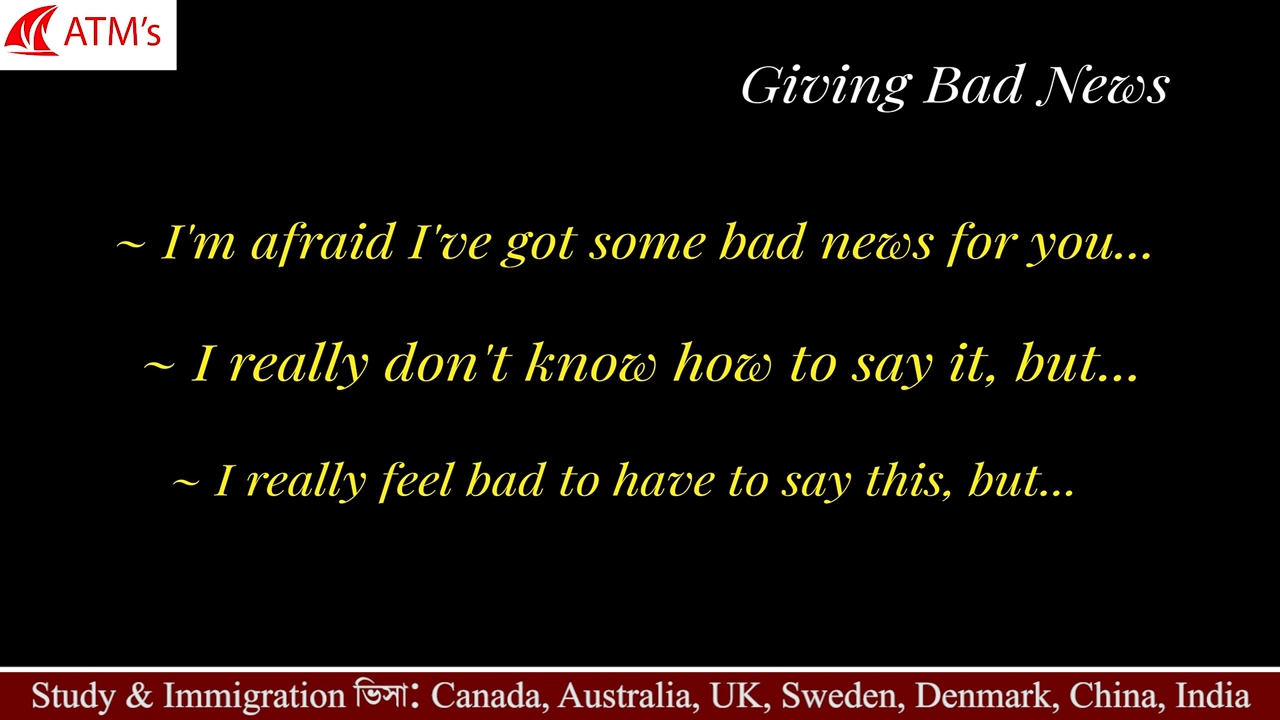 ATM's
Giving Bad News
~ I'm afraid I've got some bad news for you...
~ I really don't know how to say it, but...
~ I really feel bad to have to say this, but...
Study & Immigration ভিসা: Canada, Australia, UK, Sweden, Denmark, China, India